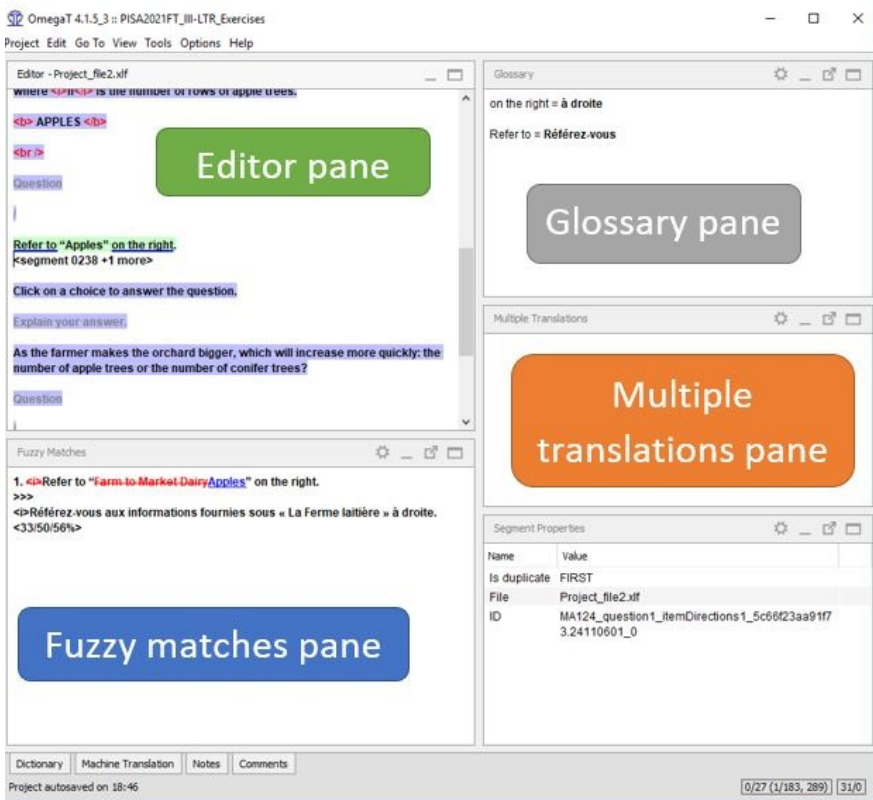 OmegaT 4.1.5_3 :: PISA2021FT_III-LTR_Exercises
Project Edit Go To View Tools Options Help
Editor - Project_file2.xlf
where <i>n</i> is the number of rows of apple trees.
<b> APPLES </b>
<br/>
Question
Refer to “Apples” on the right.
<segment 0238 +1 more>
Click on a choice to answer the question.
Explain your answer.
As the farmer makes the orchard bigger, which will increase more quickly: the
number of apple trees or the number of conifer trees?
Question
Editor pane
Fuzzy Matches
1. <i>Refer to “Farm to Market DairyApples” on the right.
>>>
<i>Référez-vous aux informations fournies sous « La Ferme laitière » à droite.
<33/50/56%>
Fuzzy matches pane
Glossary
on the right = à droite
Refer to = Référez-vous
Glossary pane
Multiple Translations
Multiple
translations pane
Segment Properties
Name Value
Is duplicate FIRST
File Project_file2.xlf
ID MA124_question1_itemDirections1_5c66f23aa91f7
3.24110601_0
Dictionary Machine Translation Notes Comments
Project autosaved on 18:46
0/27 (1/183, 289) 31/0